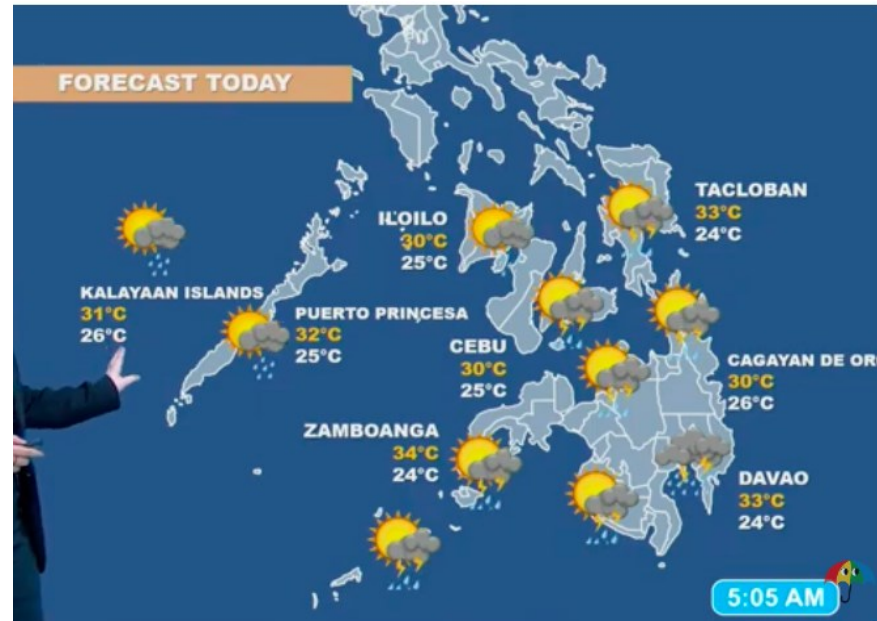 FORECAST TODAY
TACLOBAN
33°C
24°C
ILOILO
30°C
25°C
KALAYAAN ISLANDS
31°C
26°C
PUERTO PRINCESA
32°C
25°C
CEBU
30°C
25°C
CAGAYAN DE OR
30°C
26°C
ZAMBOANGA
34°C
24°C
DAVAO
33°C
24°C
5:05 AM